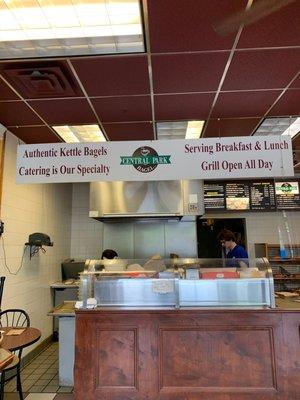 Authentic Kettle Bagels
Catering is our Specialty
CENTRAL PARK
BAGELS
Serving Breakfast & Lunch
Grill Open All Day